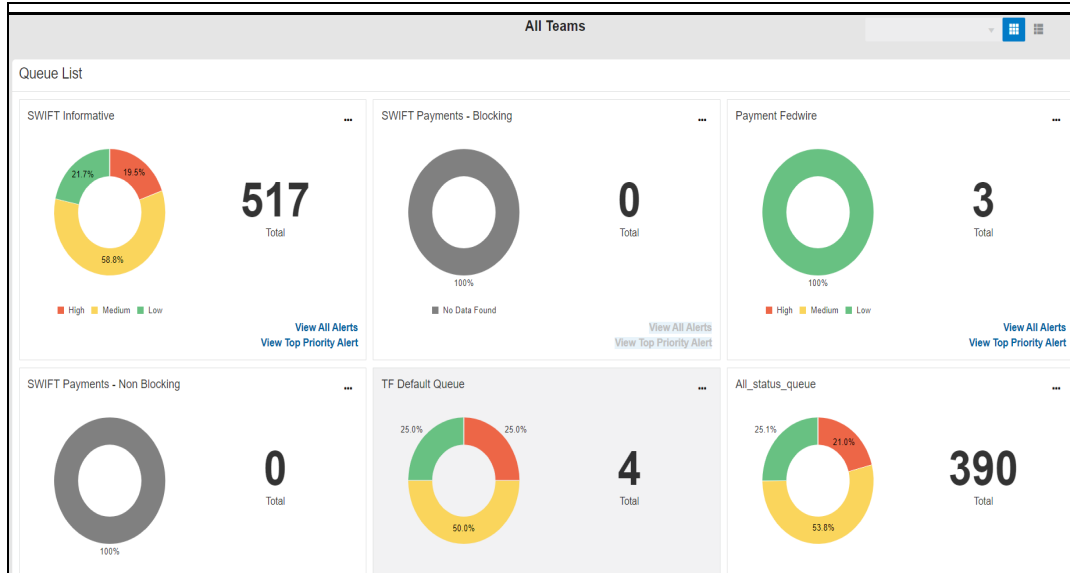 All Teams
Queue List
SWIFT Informative
...
21.7%
19.5%
58.8%
517
Total
High
Medium
Low
View All Alerts
View Top Priority Alert
SWIFT Payments - Blocking
...
100%
0
Total
No Data Found
View All Alerts
View Top Priority Alert
Payment Fedwire
...
100%
3
Total
High
Medium
Low
View All Alerts
View Top Priority Alert
SWIFT Payments - Non Blocking
...
100%
0
Total
TF Default Queue
...
25.0%
25.0%
50.0%
4
Total
All_status_queue
...
25.1%
21.0%
53.8%
390
Total